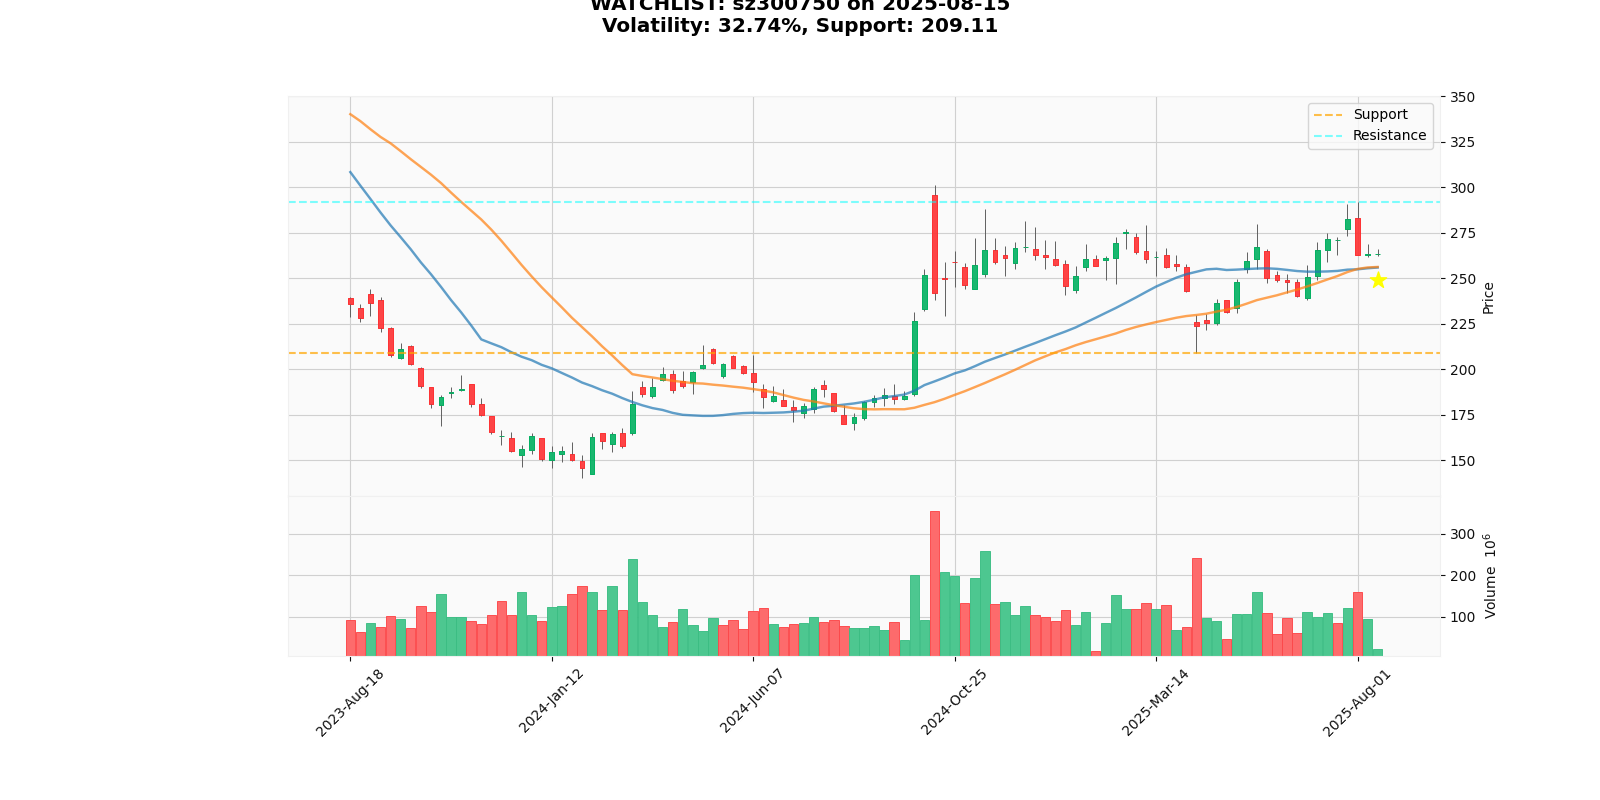 WATCHLIST: sz300750 on 2025-08-15
Volatility: 32.74%, Support: 209.11
Support
Resistance
350
325
300
275
250
225
200
175
150
Price
300
200
100
Volume 10⁶
2023-Aug-18
2024-Jan-12
2024-Jun-07
2024-Oct-25
2025-Mar-14
2025-Aug-01